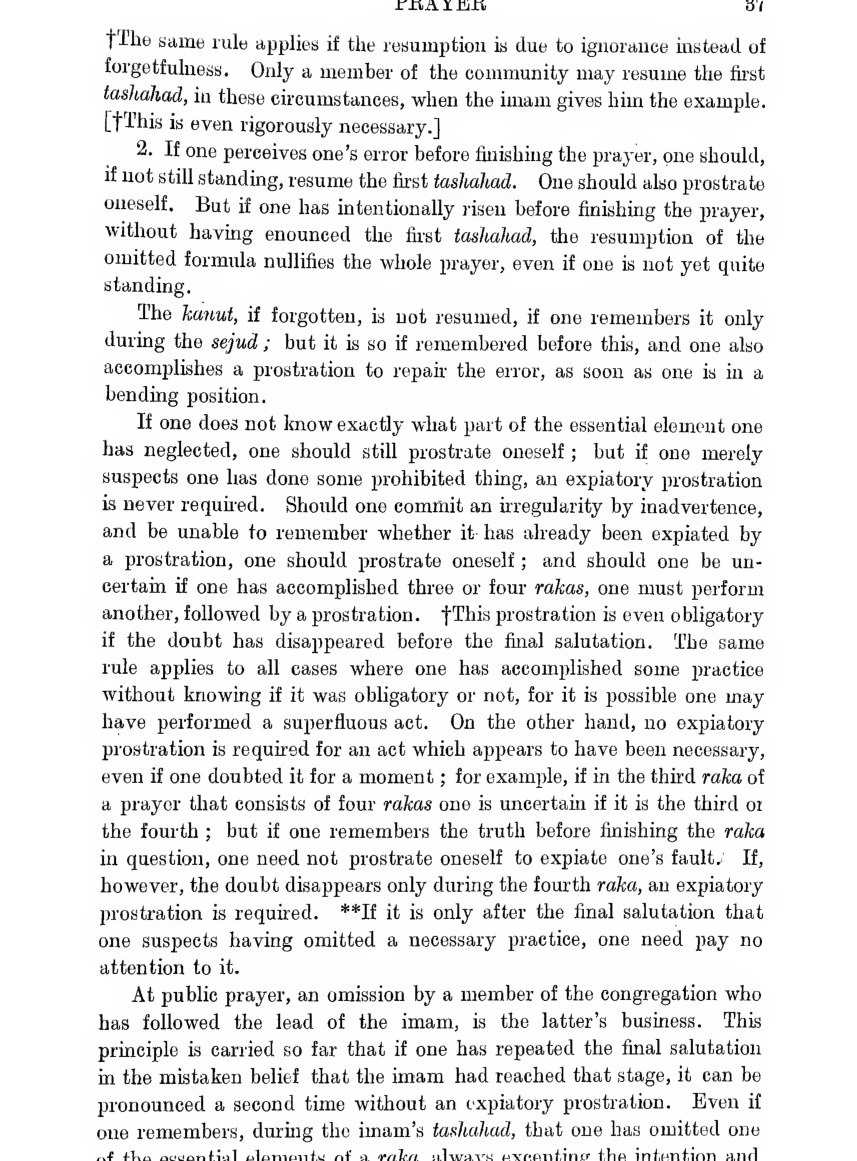 PRAYER 37
†The same rule applies if the resumption is due to ignorance instead of
forgetfulness. Only a member of the community may resume the first
tashahad, in these circumstances, when the imam gives him the example.
[†This is even rigorously necessary.]
2. If one perceives one's error before finishing the prayer, one should,
if not still standing, resume the first tashahad. One should also prostrate
oneself. But if one has intentionally risen before finishing the prayer,
without having enounced the first tashahad, the resumption of the
omitted formula nullifies the whole prayer, even if one is not yet quite
standing.
The kanut, if forgotten, is not resumed, if one remembers it only
during the sejud; but it is so if remembered before this, and one also
accomplishes a prostration to repair the error, as soon as one is in a
bending position.
If one does not know exactly what part of the essential element one
has neglected, one should still prostrate oneself; but if one merely
suspects one has done some prohibited thing, an expiatory prostration
is never required. Should one commit an irregularity by inadvertence,
and be unable to remember whether it has already been expiated by
a prostration, one should prostrate oneself; and should one be un-
certain if one has accomplished three or four rakas, one must perform
another, followed by a prostration. †This prostration is even obligatory
if the doubt has disappeared before the final salutation. The same
rule applies to all cases where one has accomplished some practice
without knowing if it was obligatory or not, for it is possible one may
have performed a superfluous act. On the other hand, no expiatory
prostration is required for an act which appears to have been necessary,
even if one doubted it for a moment; for example, if in the third raka of
a prayer that consists of four rakas one is uncertain if it is the third or
the fourth; but if one remembers the truth before finishing the raka
in question, one need not prostrate oneself to expiate one's fault. If,
however, the doubt disappears only during the fourth raka, an expiatory
prostration is required. **If it is only after the final salutation that
one suspects having omitted a necessary practice, one need pay no
attention to it.
At public prayer, an omission by a member of the congregation who
has followed the lead of the imam, is the latter's business. This
principle is carried so far that if one has repeated the final salutation
in the mistaken belief that the imam had reached that stage, it can be
pronounced a second time without an expiatory prostration. Even if
one remembers, during the imam's tashahad, that one has omitted one
of the essential elements of a raka, always excepting the intention and